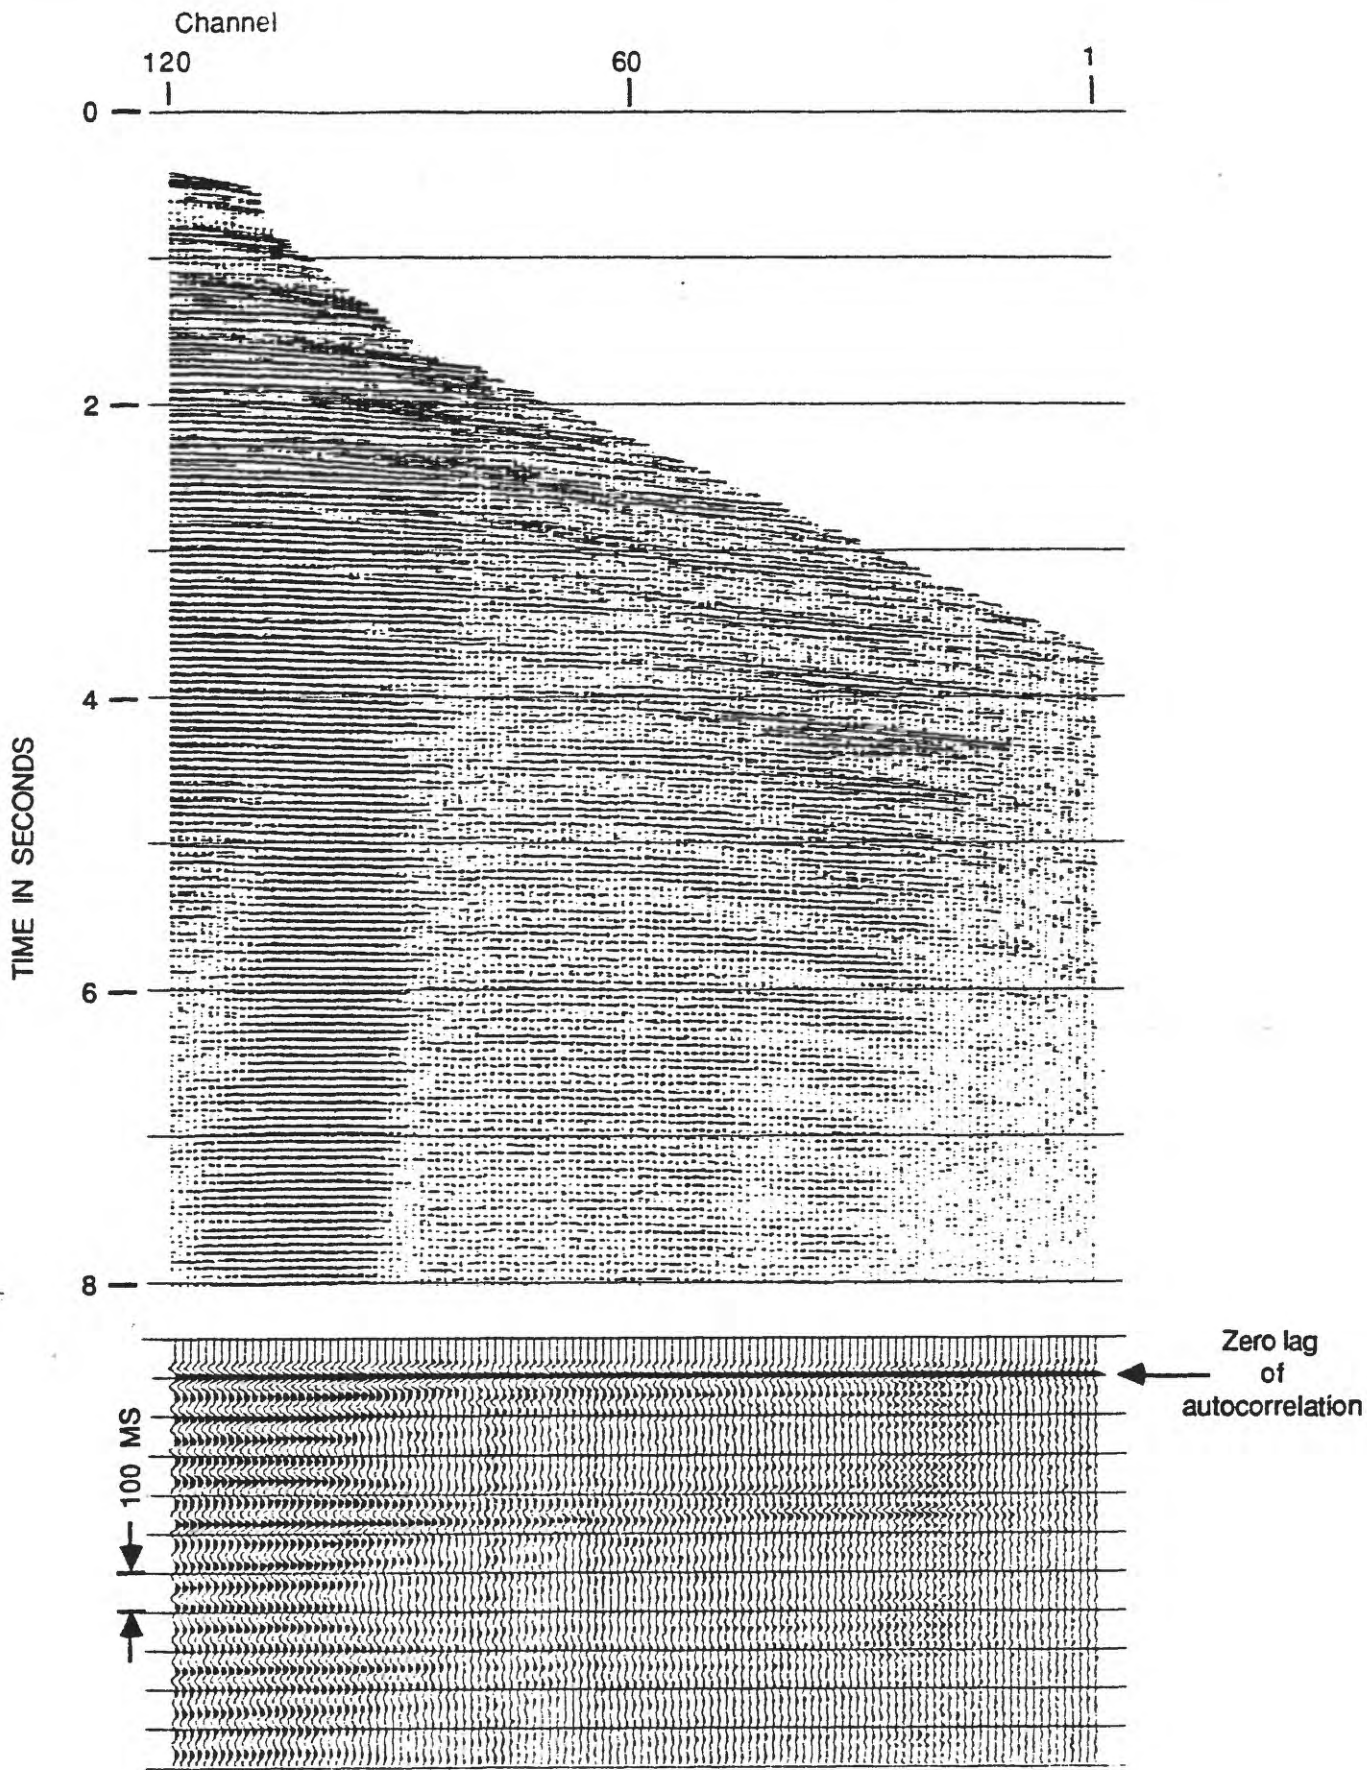 Channel
120 60 1
0
2
4
6
8
TIME IN SECONDS
Zero lag
of
autocorrelation
100 MS